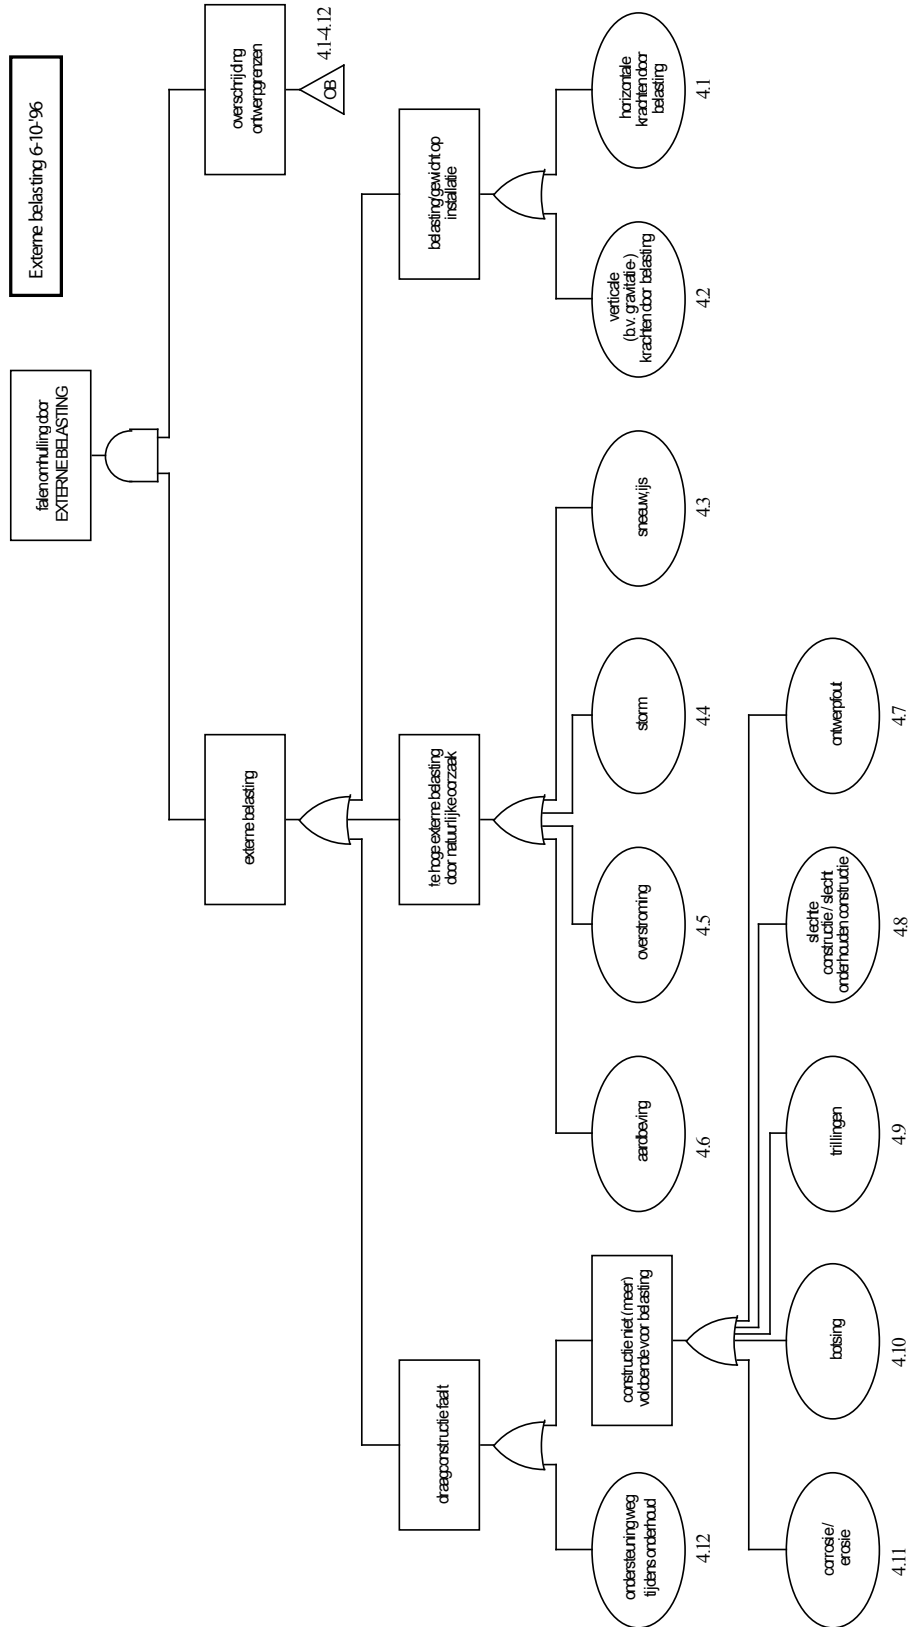 Externe belasting 6-10-'96
falen omhulling door
EXTERNE BELASTING
externe belasting
overschrijding
ontwerpgrenzen
OB
4.1-4.12
draagconstructie faalt
te hoge externe belasting
door natuurlijke oorzaak
belasting/gewicht op
installatie
ondersteuning weg
tijdens onderhoud
4.12
constructie niet (meer)
voldoende voor belasting
aardbeving
4.6
overstroming
4.5
storm
4.4
sneeuw, ijs
4.3
verticale
(b.v. gravitatie-)
krachten door belasting
4.2
horizontale
krachten door
belasting
4.1
corrosie /
erosie
4.11
botsing
4.10
trillingen
4.9
slechte
constructie / slecht
onderhouden constructie
4.8
ontwerpfout
4.7